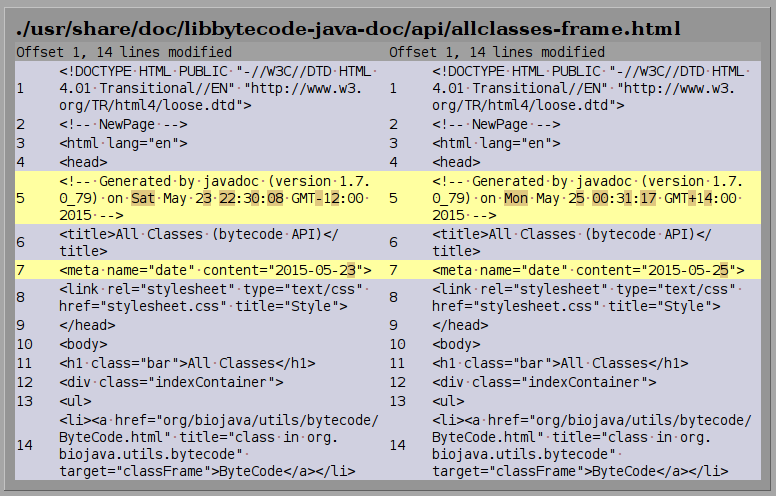 ./usr/share/doc/libbytecode-java-doc/api/allclasses-frame.html
Offset 1, 14 lines modified
1 <!DOCTYPE HTML PUBLIC "-//W3C//DTD HTML
4.01 Transitional//EN" "http://www.w3.
org/TR/html4/loose.dtd">
2 <!-- NewPage -->
3 <html lang="en">
4 <head>
5 <!-- Generated by javadoc (version 1.7.
0_79) on Sat May 23 22:30:08 GMT-12:00
2015 -->
6 <title>All Classes (bytecode API)</
title>
7 <meta name="date" content="2015-05-23">
8 <link rel="stylesheet" type="text/css"
href="stylesheet.css" title="Style">
9 </head>
10 <body>
11 <h1 class="bar">All Classes</h1>
12 <div class="indexContainer">
13 <ul>
14 <li><a href="org/biojava/utils/bytecode/
ByteCode.html" title="class in org.
biojava.utils.bytecode"
target="classFrame">ByteCode</a></li>
Offset 1, 14 lines modified
1 <!DOCTYPE HTML PUBLIC "-//W3C//DTD HTML
4.01 Transitional//EN" "http://www.w3.
org/TR/html4/loose.dtd">
2 <!-- NewPage -->
3 <html lang="en">
4 <head>
5 <!-- Generated by javadoc (version 1.7.
0_79) on Mon May 25 00:31:17 GMT+14:00
2015 -->
6 <title>All Classes (bytecode API)</
title>
7 <meta name="date" content="2015-05-25">
8 <link rel="stylesheet" type="text/css"
href="stylesheet.css" title="Style">
9 </head>
10 <body>
11 <h1 class="bar">All Classes</h1>
12 <div class="indexContainer">
13 <ul>
14 <li><a href="org/biojava/utils/bytecode/
ByteCode.html" title="class in org.
biojava.utils.bytecode"
target="classFrame">ByteCode</a></li>